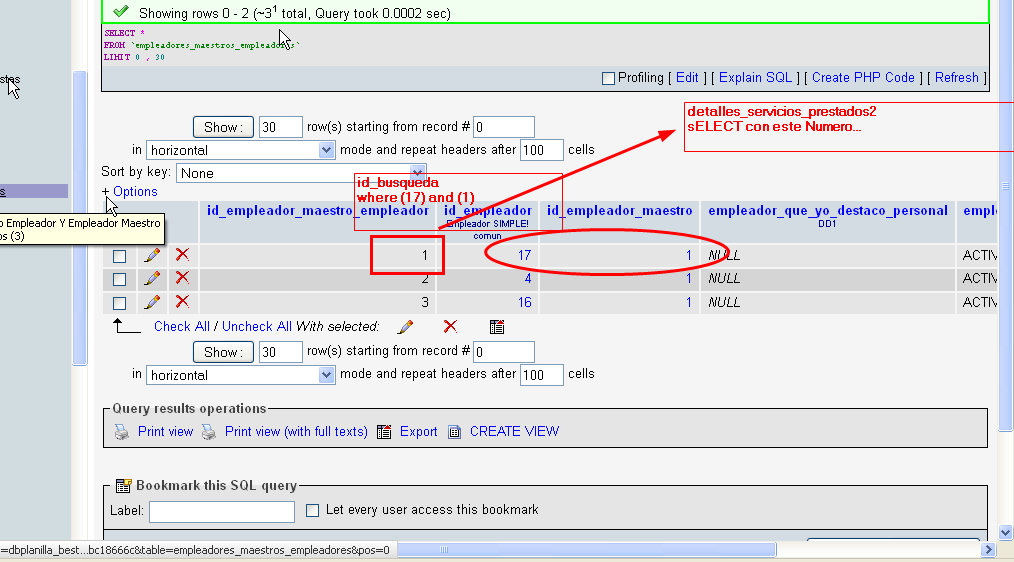 Showing rows 0 - 2 (~3¹ total, Query took 0.0002 sec)
SELECT *
FROM `empleadores_maestros_empleadores`
LIMIT 0 , 30
Profiling [ Edit ] [ Explain SQL ] [ Create PHP Code ] [ Refresh ]
detalles_servicios_prestados2
sELECT con este Numero...
Show : 30 row(s) starting from record # 0
in horizontal mode and repeat headers after 100 cells
Sort by key: None
id_busqueda
where (17) and (1)
+ Options
o Empleador Y Empleador Maestro
os (3)
id_empleador_maestro_empleador id_empleador id_empleador_maestro empleador_que_yo_destaco_personal emple
Empleador SIMPLE! DD1
comun
1 17 1 NULL ACTIV
2 4 1 NULL ACTIV
3 16 1 NULL ACTIV
Check All / Uncheck All With selected:
Show : 30 row(s) starting from record # 0
in horizontal mode and repeat headers after 100 cells
Query results operations
Print view Print view (with full texts) Export CREATE VIEW
Bookmark this SQL query
Label: Let every user access this bookmark
=dbplanilla_best...bc18666c&table=empleadores_maestros_empleadores&pos=0